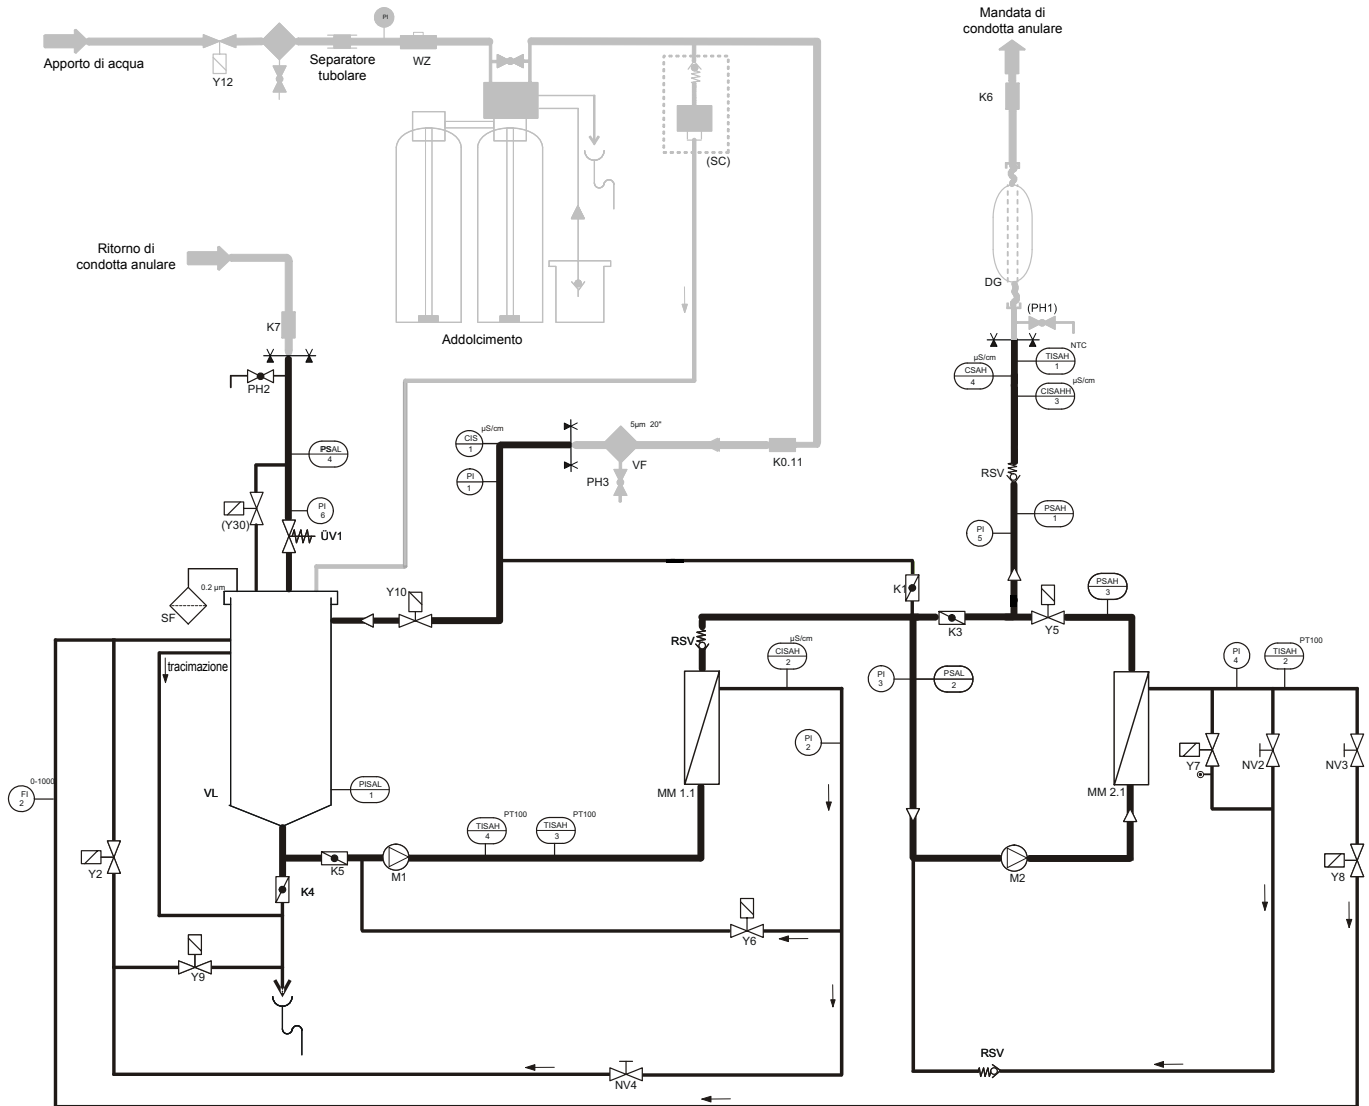 Mandata di
condotta anulare
PI
Apporto di acqua
Y12
Separatore
tubolare
WZ
K6
(SC)
Ritorno di
condotta anulare
DG
K7
Addolcimento
(PH1)
NTC
TISAH
1
µS/cm
CSAH
4
PH2
µS/cm
CISAHH
3
5µm 20"
µS/cm
CIS
1
PSAL
4
VF
K0.11
PH3
PI
1
RSV
PI
6
PSAH
1
(Y30)
ÜV1
PI
5
0.2 µm
SF
Y10
K1
PSAH
3
K3
Y5
RSV
µS/cm
CISAH
2
tracimazione
PI
3
PSAL
2
PI
4
PT100
TISAH
2
PI
2
Y7
NV2
NV3
0-1000
FI
2
VL
PISAL
1
MM 1.1
MM 2.1
PT100
TISAH
4
PT100
TISAH
3
K5
M1
M2
Y2
Y8
K4
Y6
Y9
RSV
NV4